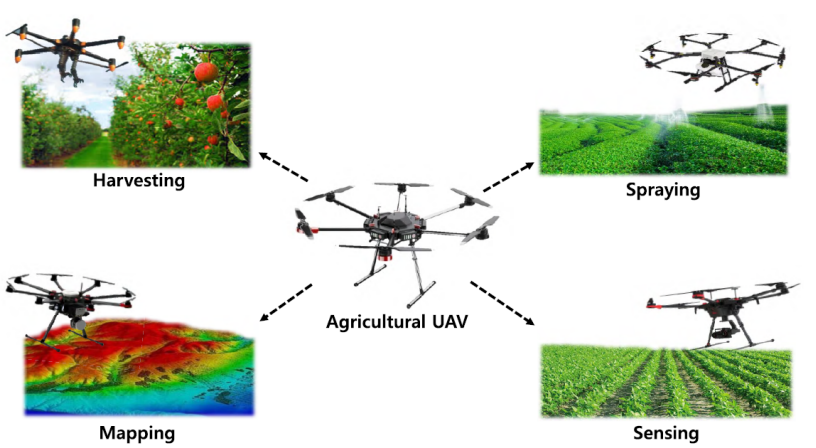 Harvesting
Spraying
Agricultural UAV
Mapping
Sensing